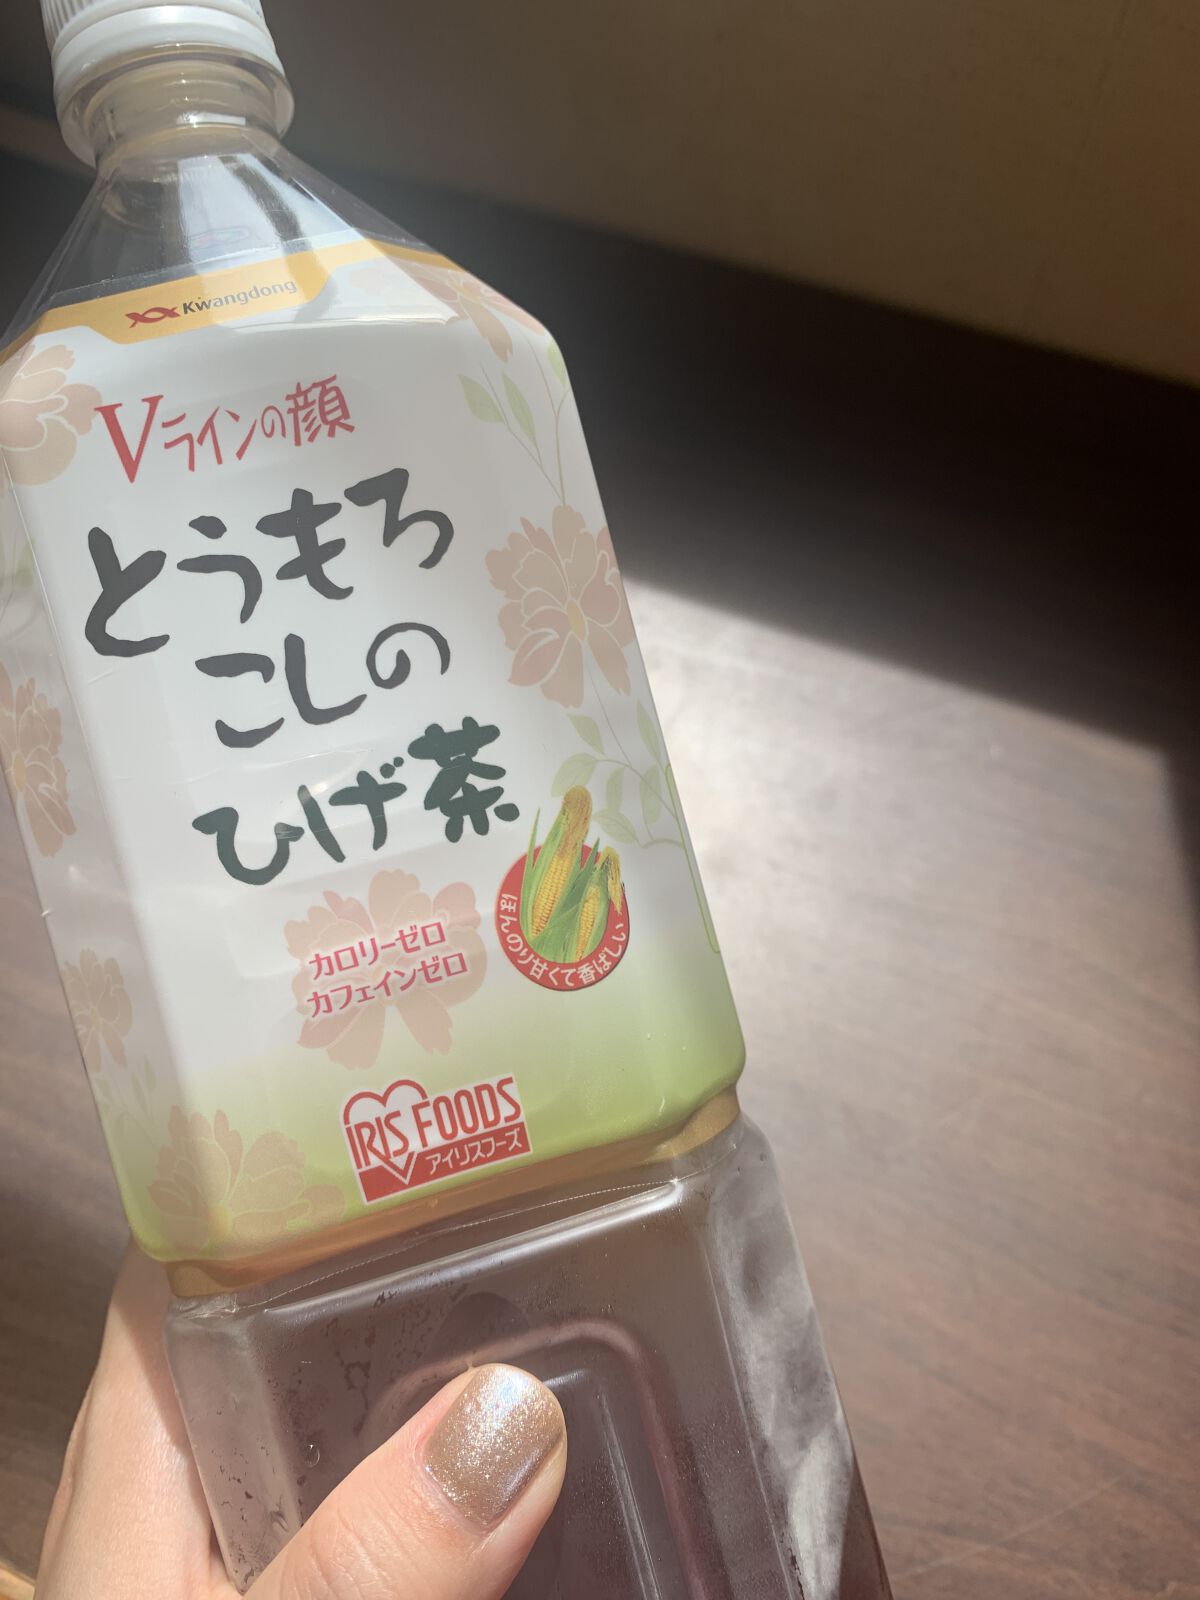 Kwangdong
Vラインの顔
とうもろ
こしの
ひげ茶
ほんのり甘くて香ばしい
カロリーゼロ
カフェインゼロ
IRIS FOODS
アイリスフーズ